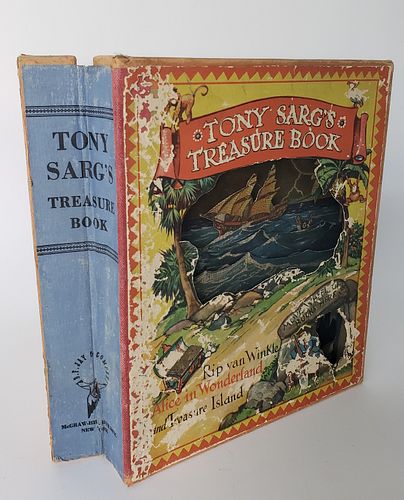 TONY
SARG'S
TREASURE
BOOK
McGRAW-HILL
NEW
TONY SARG'S
TREASURE BOOK
Rip van Winkle
Alice in Wonderland
and Treasure Island